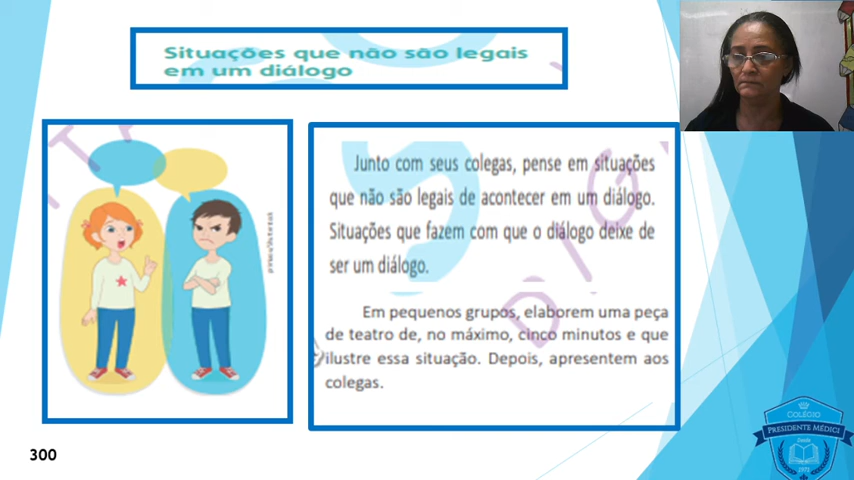 Situações que não são legais
em um diálogo
Junto com seus colegas, pense em situações
que não são legais de acontecer em um diálogo.
Situações que fazem com que o diálogo deixe de
ser um diálogo.
Em pequenos grupos, elaborem uma peça
de teatro de, no máximo, cinco minutos e que
ilustre essa situação. Depois, apresentem aos
colegas.
300
COLÉGIO
PRESIDENTE MÉDICI
Desde
1972